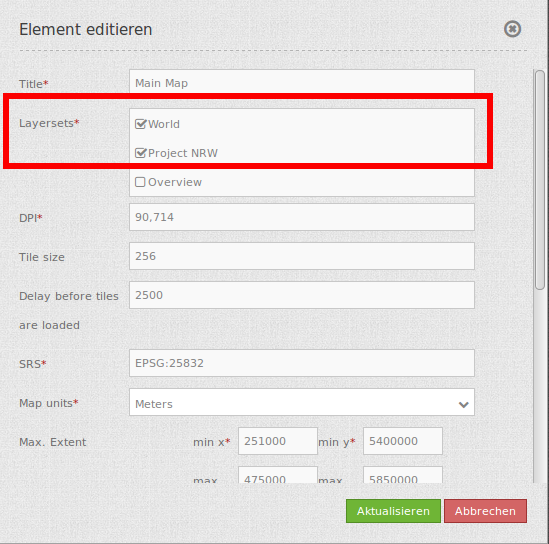 Element editieren
Title* Main Map
Layersets* World
Project NRW
Overview
DPI* 90,714
Tile size 256
Delay before tiles 2500
are loaded
SRS* EPSG:25832
Map units* Meters
Max. Extent min x* 251000 min y* 5400000
max 475000 max 5850000
Aktualisieren Abbrechen